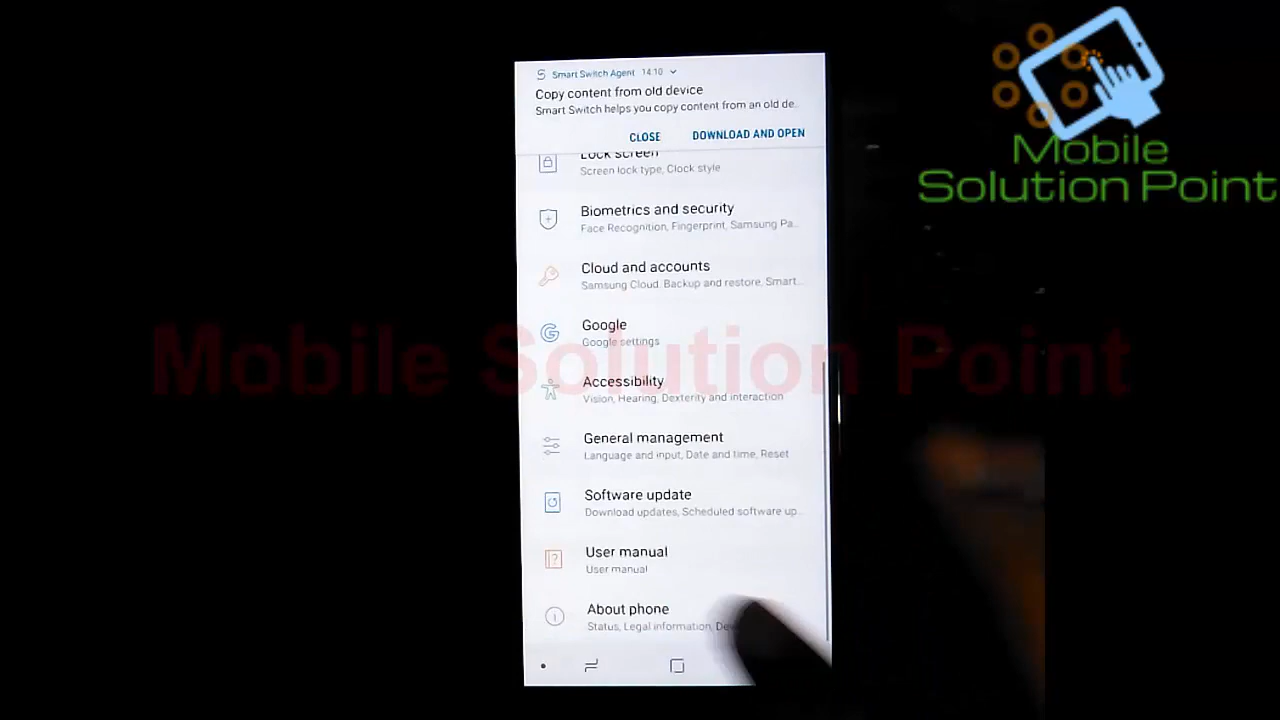 Smart Switch Agent 14:10
Copy content from old device
Smart Switch helps you copy content from an old de..
CLOSE DOWNLOAD AND OPEN
Lock screen
Screen lock type, Clock style
Biometrics and security
Face Recognition, Fingerprint, Samsung Pa...
Cloud and accounts
Samsung Cloud, Backup and restore, Smart...
Google
Google settings
Accessibility
Vision, Hearing, Dexterity and interaction
General management
Language and input, Date and time, Reset
Software update
Download updates, Scheduled software up...
User manual
User manual
About phone
Status, Legal information, Dev
Mobile
Solution Point
Mobile Solution Point